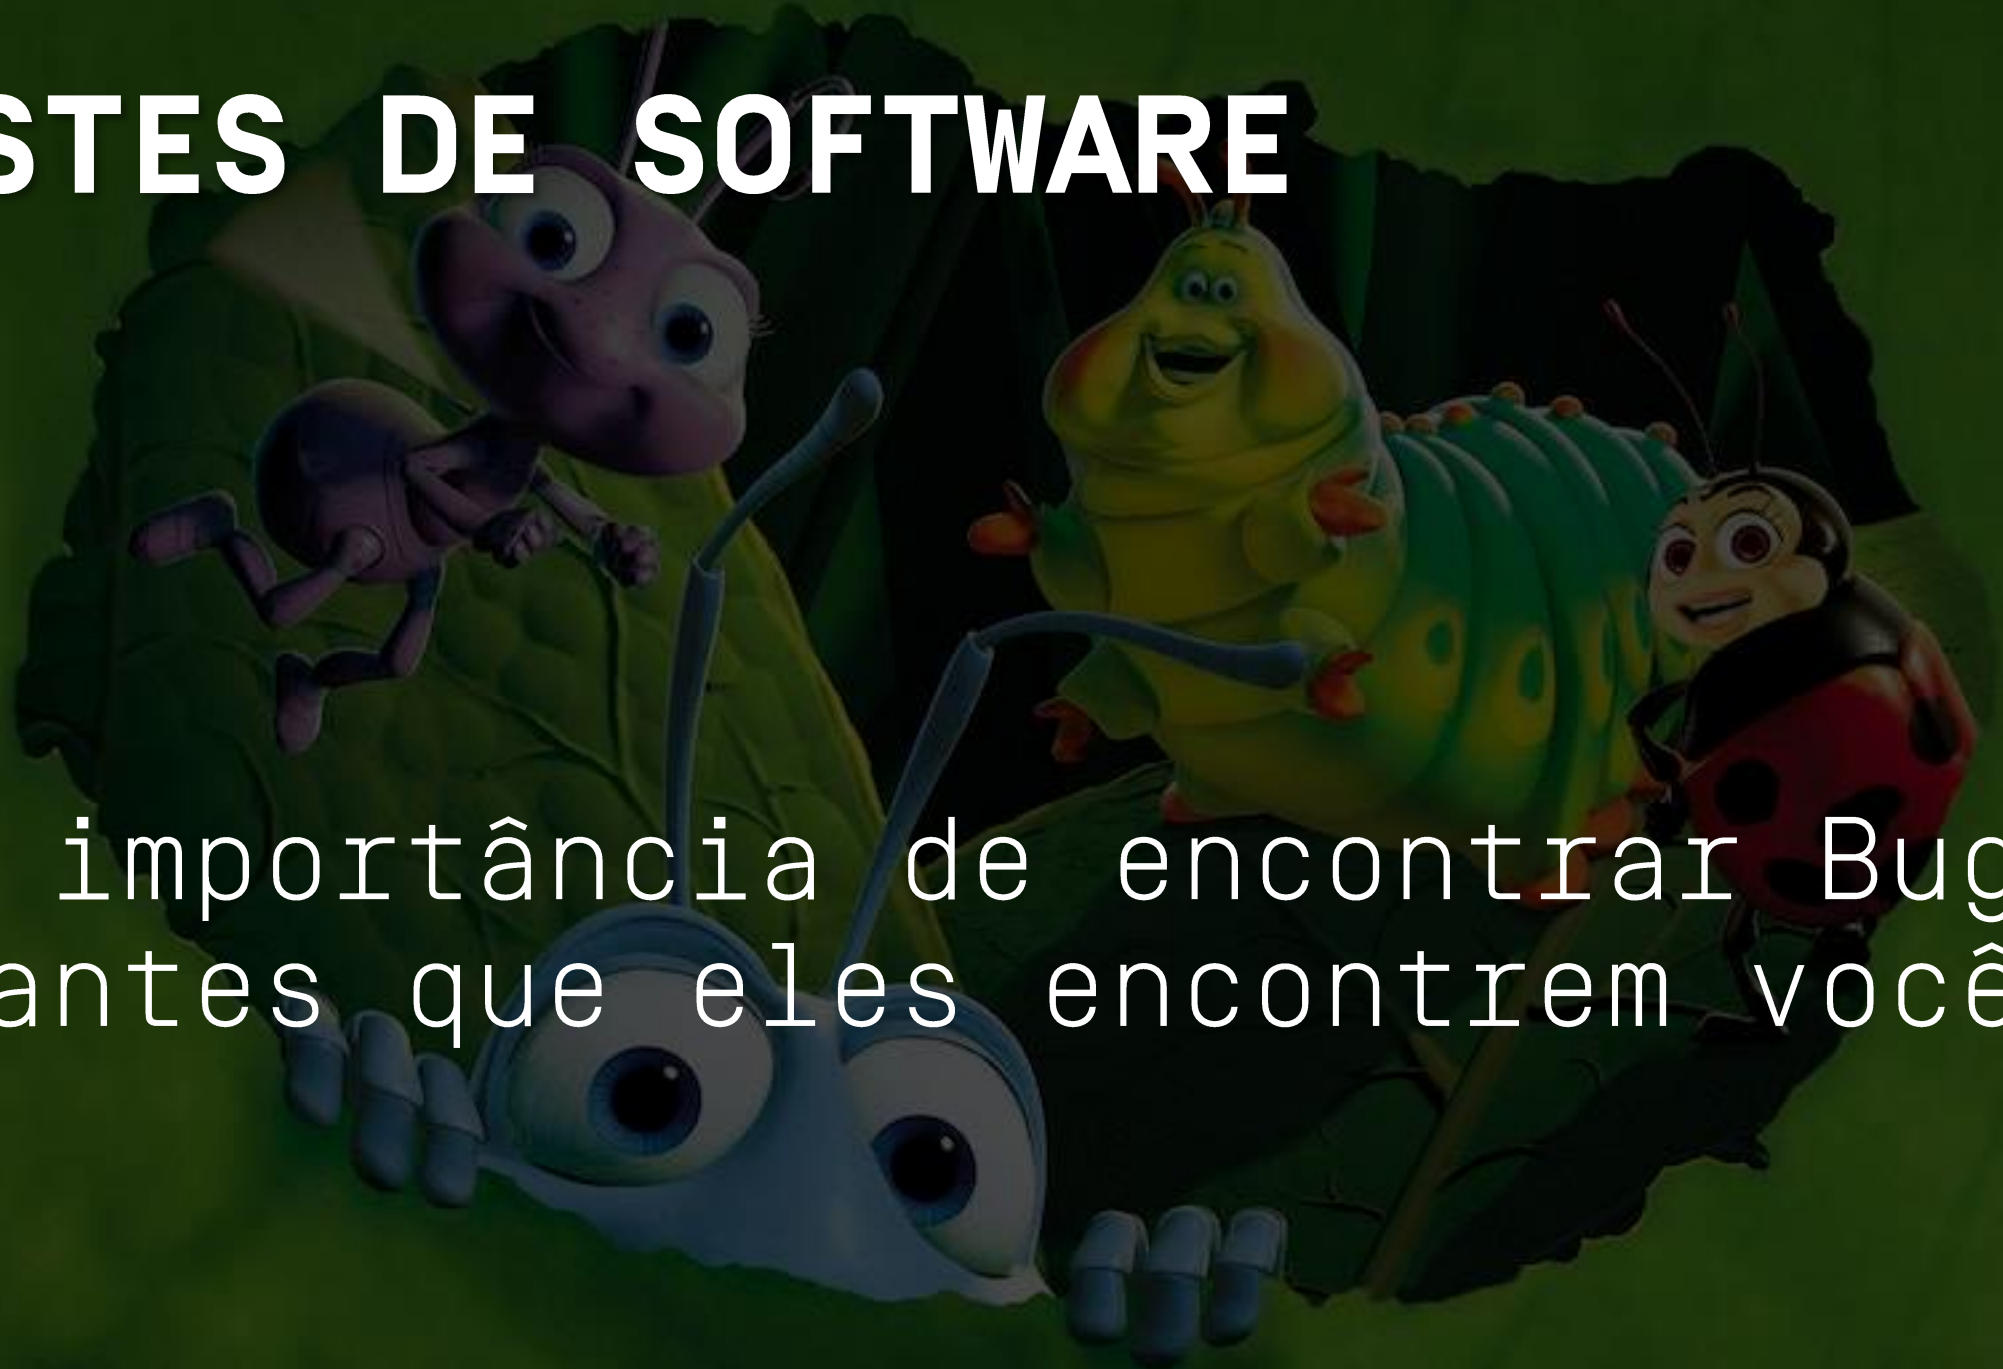 STES DE SOFTWARE
importância de encontrar Bug
antes que eles encontrem você